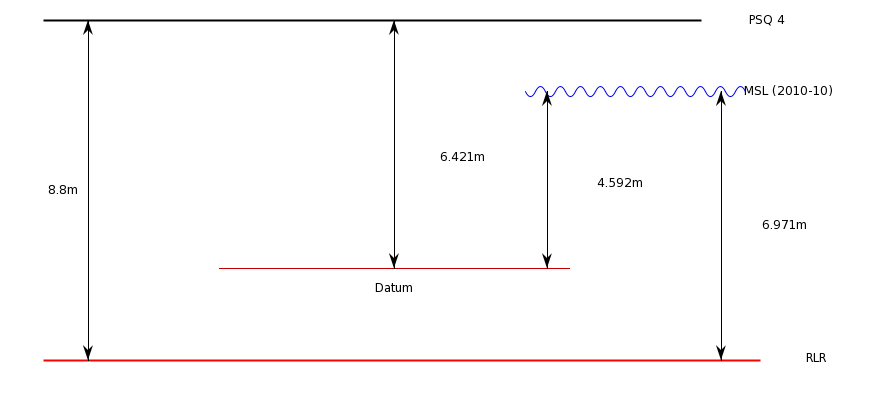 PSQ 4
MSL (2010-10)
6.421m
4.592m
8.8m
6.971m
Datum
RLR